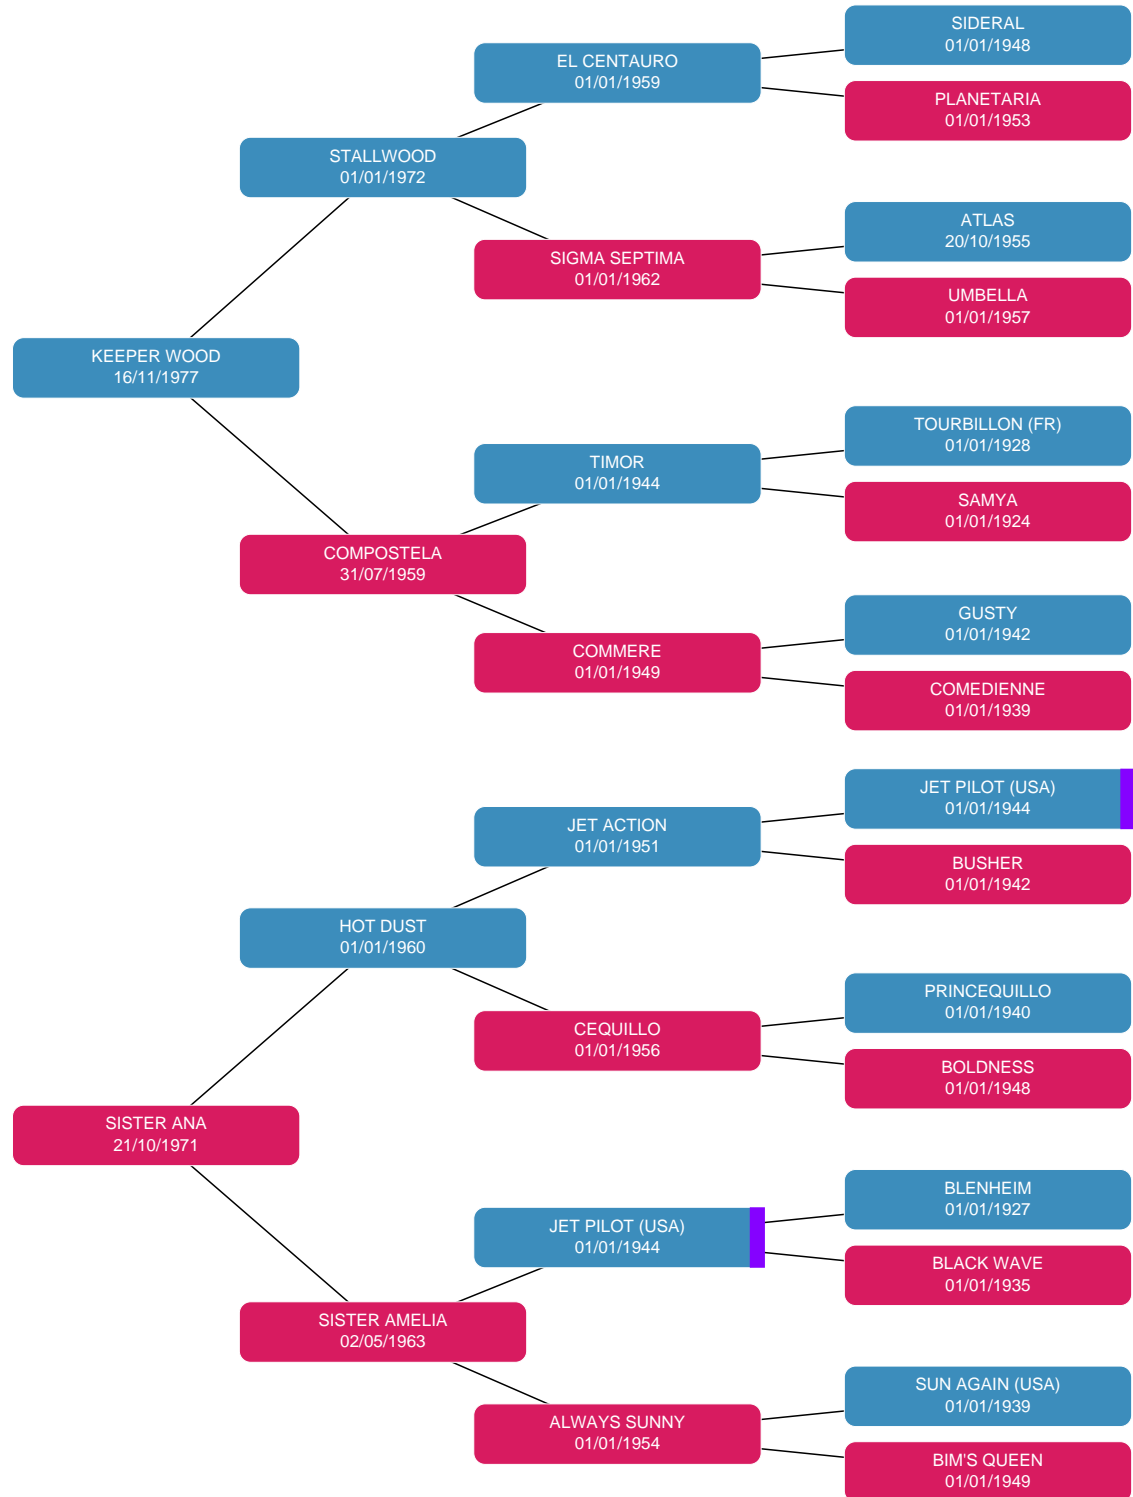 SIDERAL
01/01/1948
EL CENTAURO
01/01/1959
PLANETARIA
01/01/1953
STALLWOOD
01/01/1972
ATLAS
20/10/1955
SIGMA SEPTIMA
01/01/1962
UMBELLA
01/01/1957
KEEPER WOOD
16/11/1977
TOURBILLON (FR)
01/01/1928
TIMOR
01/01/1944
SAMYA
01/01/1924
COMPOSTELA
31/07/1959
GUSTY
01/01/1942
COMMERE
01/01/1949
COMEDIENNE
01/01/1939
JET PILOT (USA)
01/01/1944
JET ACTION
01/01/1951
BUSHER
01/01/1942
HOT DUST
01/01/1960
PRINCEQUILLO
01/01/1940
CEQUILLO
01/01/1956
BOLDNESS
01/01/1948
SISTER ANA
21/10/1971
BLENHEIM
01/01/1927
JET PILOT (USA)
01/01/1944
BLACK WAVE
01/01/1935
SISTER AMELIA
02/05/1963
SUN AGAIN (USA)
01/01/1939
ALWAYS SUNNY
01/01/1954
BIM'S QUEEN
01/01/1949